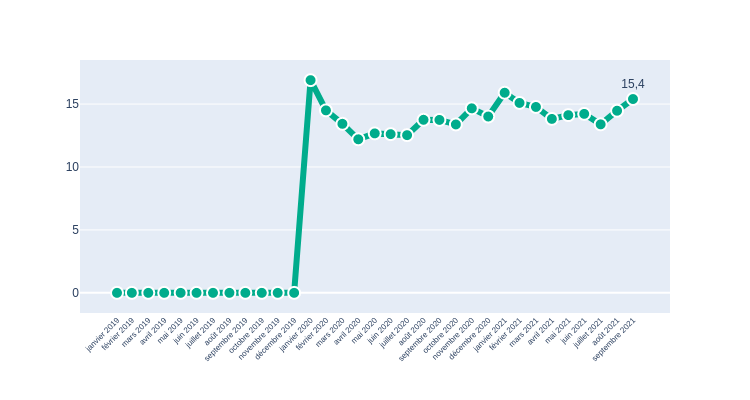 15,4
15
10
5
0
janvier 2019
février 2019
mars 2019
avril 2019
mai 2019
juin 2019
juillet 2019
août 2019
septembre 2019
octobre 2019
novembre 2019
décembre 2019
janvier 2020
février 2020
mars 2020
avril 2020
mai 2020
juin 2020
juillet 2020
août 2020
septembre 2020
octobre 2020
novembre 2020
décembre 2020
janvier 2021
février 2021
mars 2021
avril 2021
mai 2021
juin 2021
juillet 2021
août 2021
septembre 2021